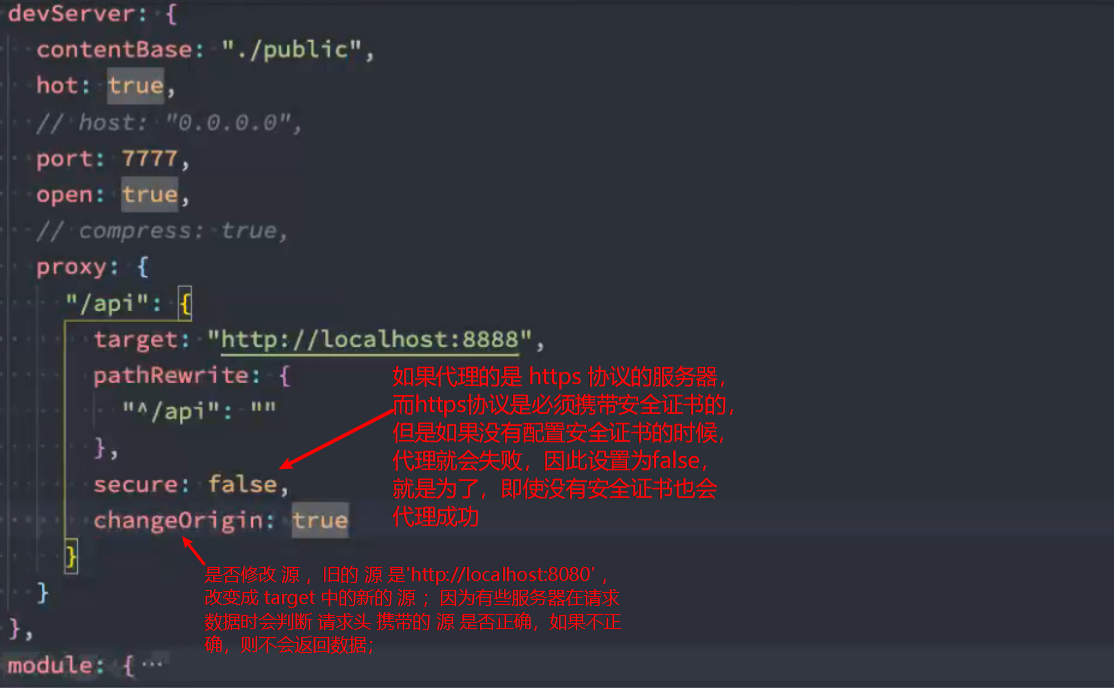 devServer: {
contentBase: "./public",
hot: true,
// host: "0.0.0.0",
port: 7777,
open: true,
// compress: true,
proxy: {
"/api": {
target: "http://localhost:8888",
pathRewrite: {
"^/api": ""
},
secure: false,
changeOrigin: true
}
}
},
module: { ···
如果代理的是 https 协议的服务器，
而https协议是必须携带安全证书的，
但是如果没有配置安全证书的时候，
代理就会失败，因此设置为false，
就是为了，即使没有安全证书也会
代理成功
是否修改 源 ，旧的 源 是'http://localhost:8080' ，
改变成 target 中的新的 源 ；因为有些服务器在请求
数据时会判断 请求头 携带的 源 是否正确，如果不正
确，则不会返回数据；